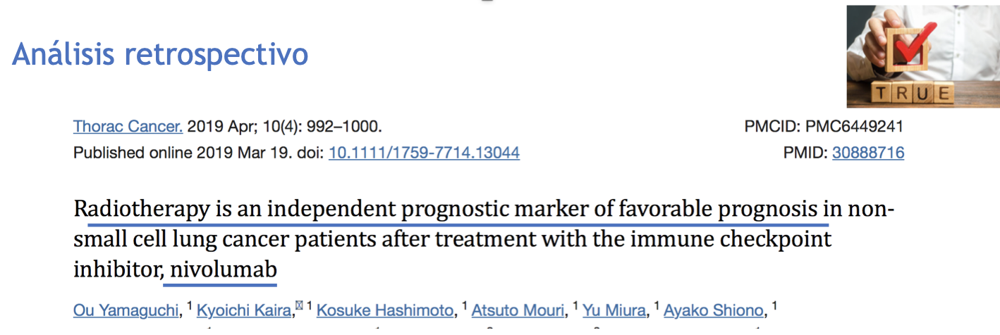 Análisis retrospectivo
TRUE
Thorac Cancer. 2019 Apr; 10(4): 992–1000.
PMCID: PMC6449241
Published online 2019 Mar 19. doi: 10.1111/1759-7714.13044
PMID: 30888716
Radiotherapy is an independent prognostic marker of favorable prognosis in non-
small cell lung cancer patients after treatment with the immune checkpoint
inhibitor, nivolumab
Ou Yamaguchi, 1 Kyoichi Kaira, 1 Kosuke Hashimoto, 1 Atsuto Mouri, 1 Yu Miura, 1 Ayako Shiono, 1